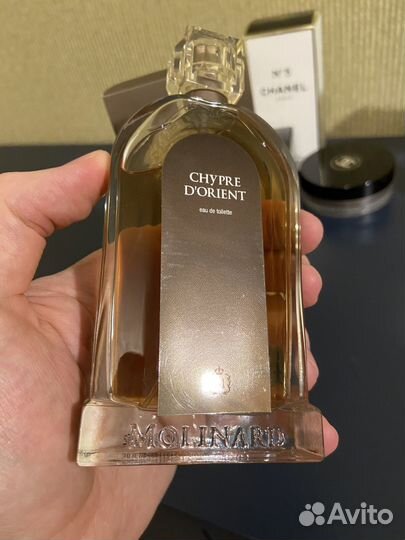 N°5
CHANEL
CHYPRE
D'ORIENT
eau de toilette
MOLINARD
Avito